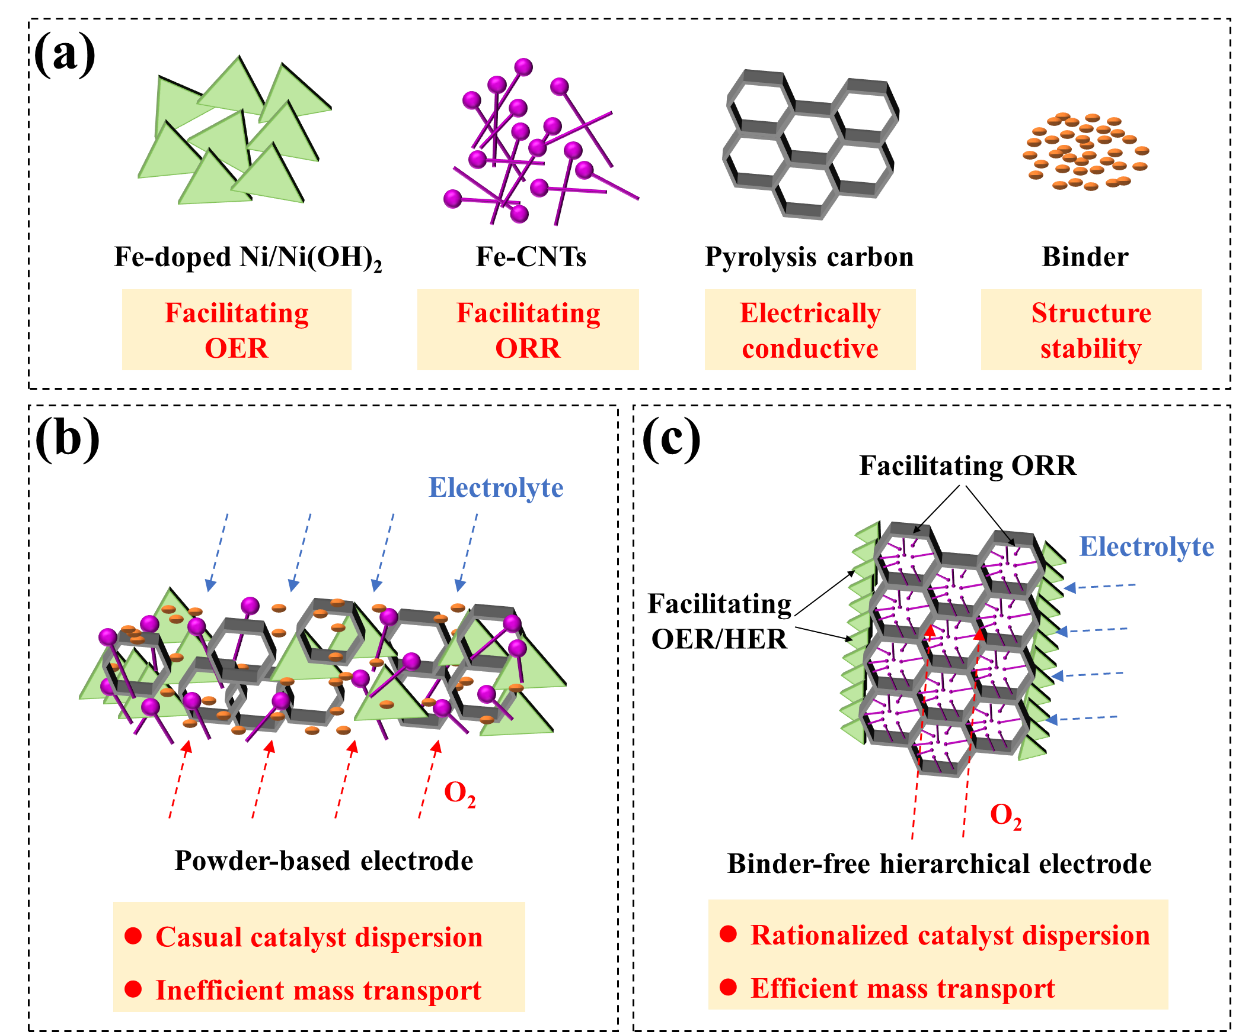 (a)
Fe-doped Ni/Ni(OH)₂
Fe-CNTs
Pyrolysis carbon
Binder
Facilitating
OER
Facilitating
ORR
Electrically
conductive
Structure
stability
(b)
Electrolyte
O₂
Powder-based electrode
Casual catalyst dispersion
Inefficient mass transport
(c)
Facilitating ORR
Electrolyte
Facilitating
OER/HER
O₂
Binder-free hierarchical electrode
Rationalized catalyst dispersion
Efficient mass transport